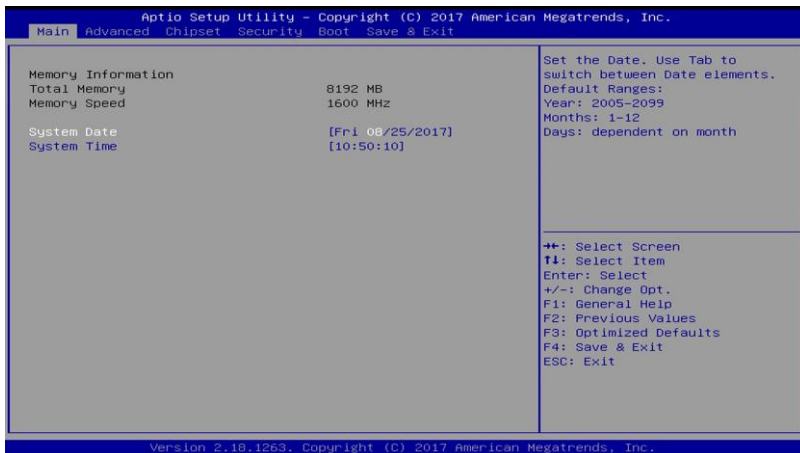 Aptio Setup Utility – Copyright (C) 2017 American Megatrends, Inc.
Main Advanced Chipset Security Boot Save & Exit
Memory Information
Total Memory 8192 MB
Memory Speed 1600 MHz
System Date [Fri 08/25/2017]
System Time [10:50:10]
Set the Date. Use Tab to
switch between Date elements.
Default Ranges:
Year: 2005-2099
Months: 1-12
Days: dependent on month
→←: Select Screen
↑↓: Select Item
Enter: Select
+/-: Change Opt.
F1: General Help
F2: Previous Values
F3: Optimized Defaults
F4: Save & Exit
ESC: Exit
Version 2.18.1263. Copyright (C) 2017 American Megatrends, Inc.